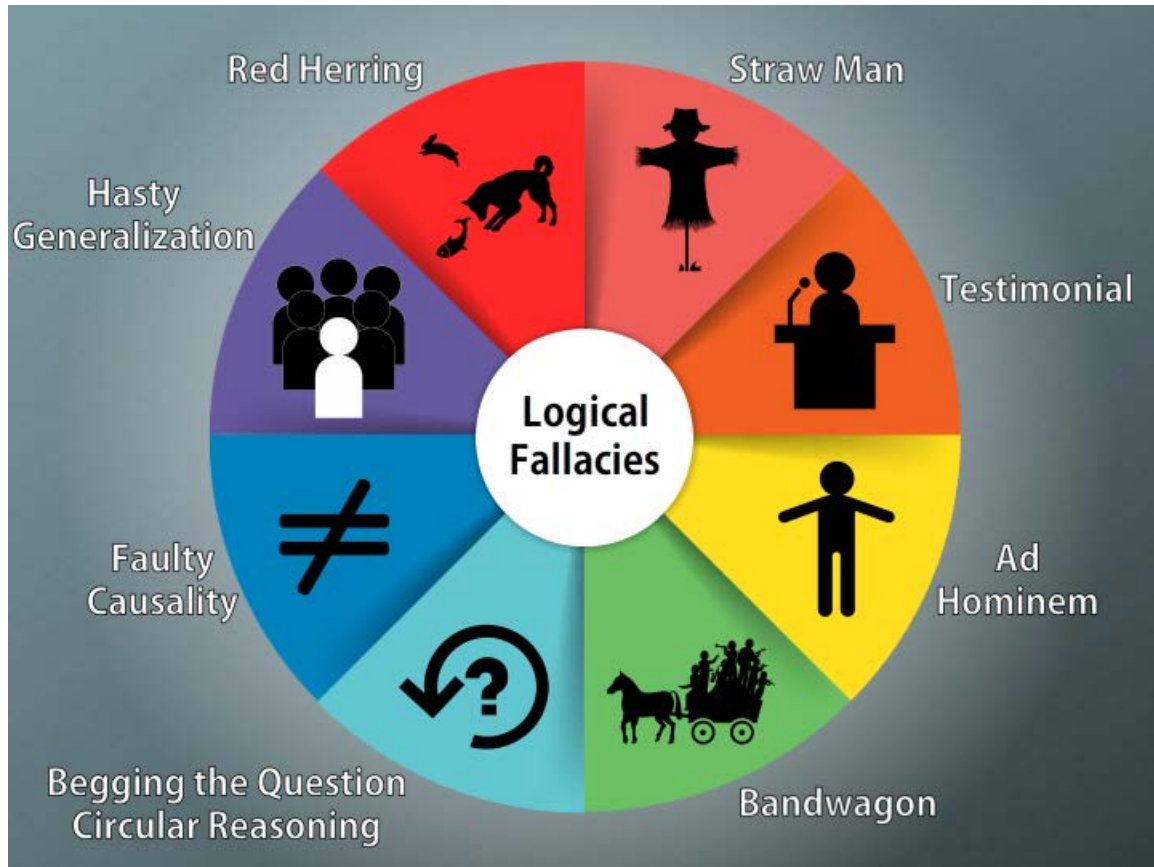 Red Herring
Straw Man
Hasty
Generalization
Testimonial
Logical
Fallacies
Faulty
Causality
Ad
Hominem
?
Begging the Question
Circular Reasoning
Bandwagon